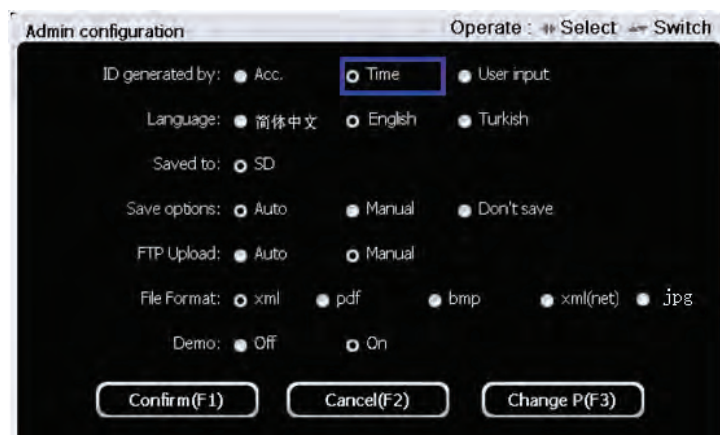 Admin configuration Operate : Select Switch
ID generated by: Acc. Time User input
Language: 简体中文 English Turkish
Saved to: SD
Save options: Auto Manual Don't save
FTP Upload: Auto Manual
File Format: xml pdf bmp xml(net) jpg
Demo: Off On
Confirm(F1) Cancel(F2) Change P(F3)